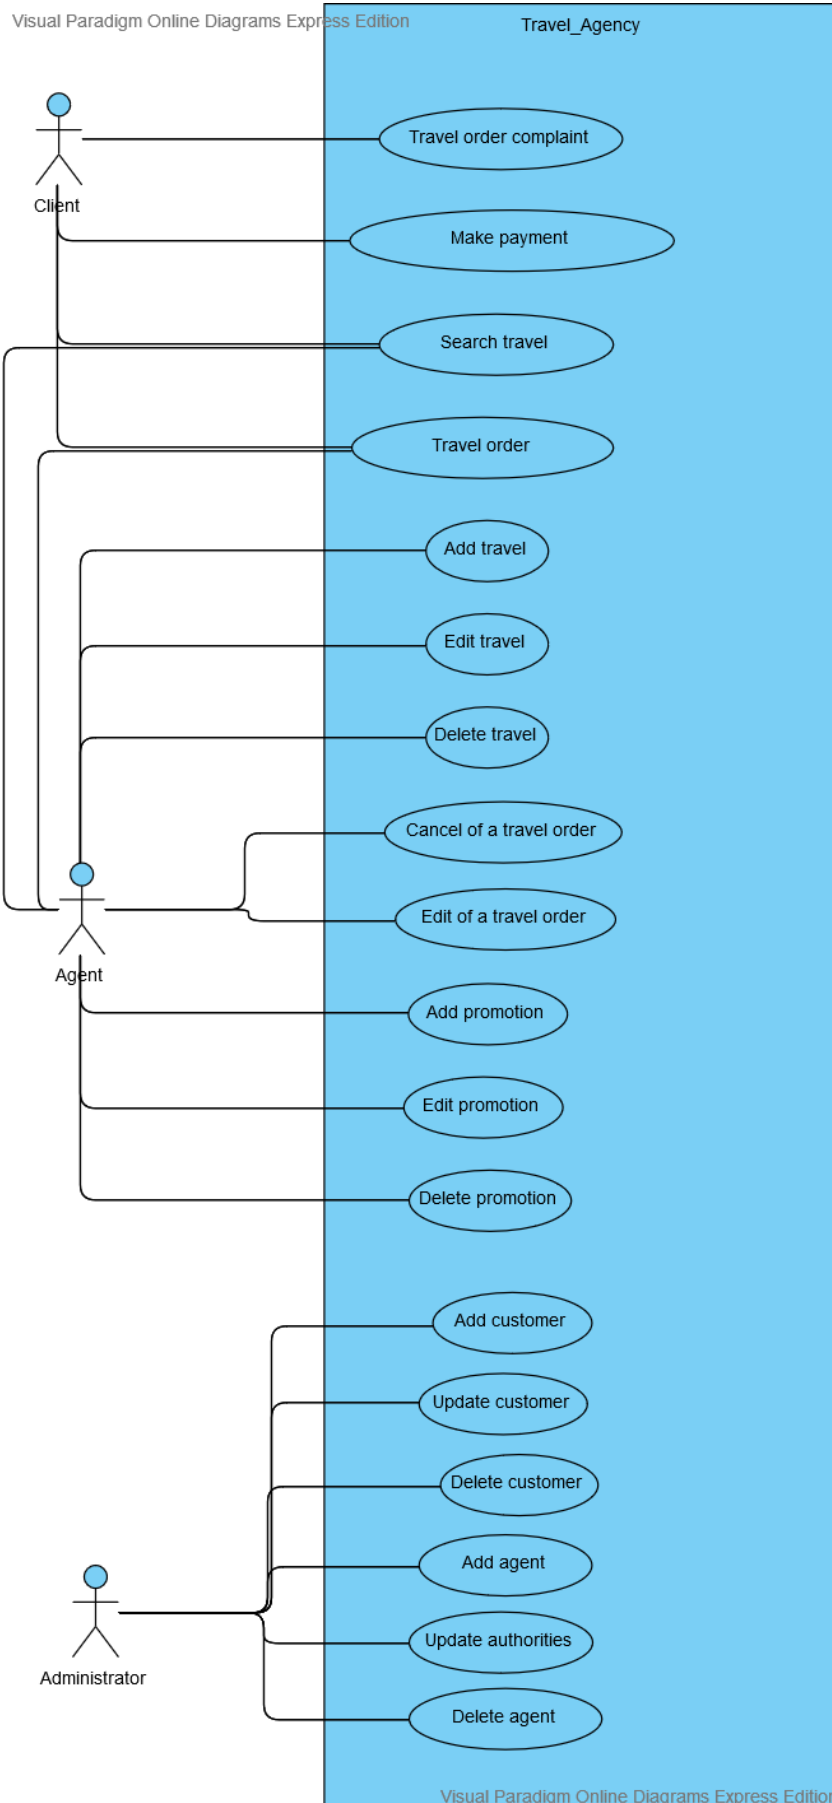 Visual Paradigm Online Diagrams Express Edition
Travel_Agency
Travel order complaint
Client
Make payment
Search travel
Travel order
Add travel
Edit travel
Delete travel
Cancel of a travel order
Edit of a travel order
Agent
Add promotion
Edit promotion
Delete promotion
Add customer
Update customer
Delete customer
Add agent
Update authorities
Administrator
Delete agent
Visual Paradigm Online Diagrams Express Edition